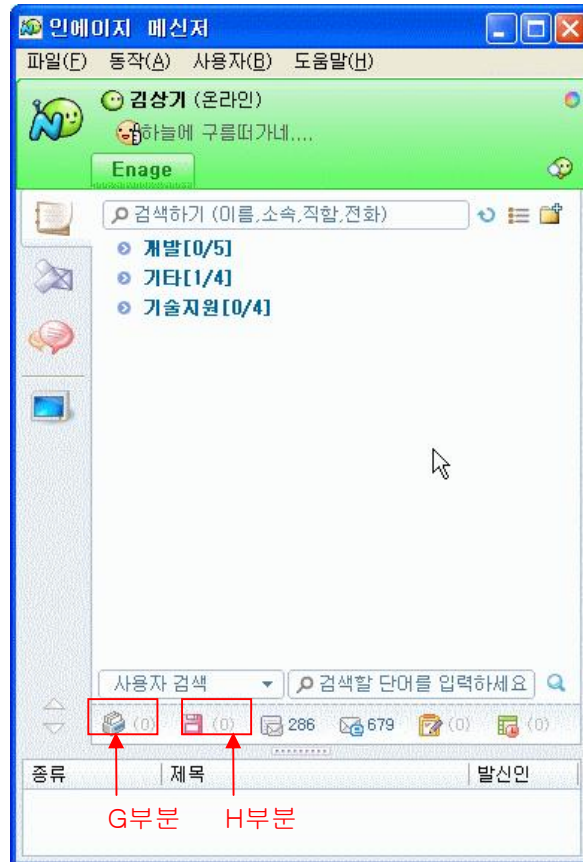 인에이지 메신저
파일(F) 동작(A) 사용자(B) 도움말(H)
김상기 (온라인)
하늘에 구름떠가네....
Enage
검색하기 (이름,소속,직함,전화)
개발[0/5]
기타[1/4]
기술지원[0/4]
사용자 검색 검색할 단어를 입력하세요
(0) (0) 286 679 (0) (0)
종류 제목 발신인
G부분 H부분